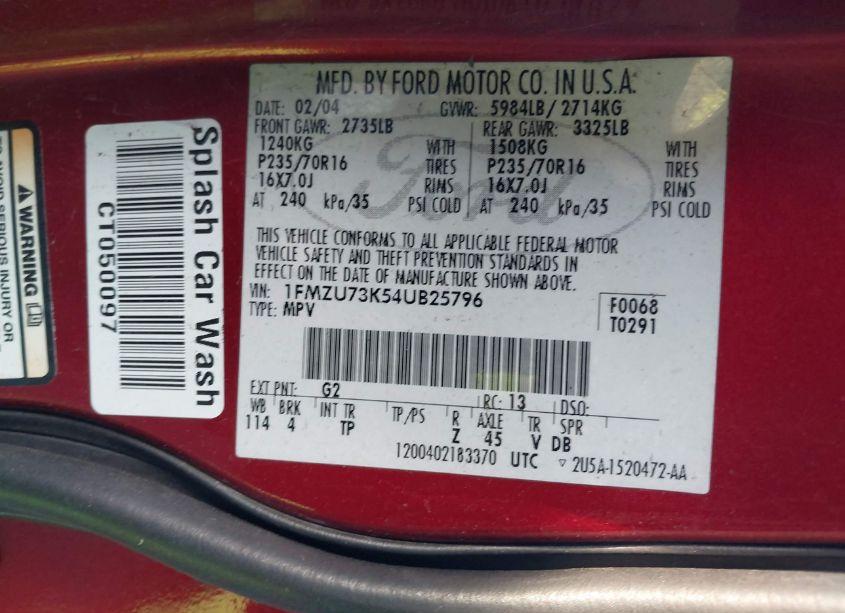 MFD. BY FORD MOTOR CO. IN U.S.A.
DATE: 02/04 GVWR: 5984LB/2714KG
FRONT GAWR: 2735LB REAR GAWR: 3325LB
1240KG WITH 1508KG WITH
P235/70R16 TIRES P235/70R16 TIRES
16X7.0J RIMS 16X7.0J RIMS
AT 240 kPa/35 PSI COLD AT 240 kPa/35 PSI COLD
Ford
THIS VEHICLE CONFORMS TO ALL APPLICABLE FEDERAL MOTOR
VEHICLE SAFETY AND THEFT PREVENTION STANDARDS IN
EFFECT ON THE DATE OF MANUFACTURE SHOWN ABOVE.
VIN: 1FMZU73K54UB25796
TYPE: MPV
F0068
T0291
EXT PNT: G2 RC: 13 DSO:
WB BRK INT TR TP/PS R AXLE TR SPR
114 4 TP Z 45 V DB
1200402183370 UTC ▽ 2U5A-1520472-AA
Splash Car Wash
CT050097
WARNING
AVOID SERIOUS INJURY OR